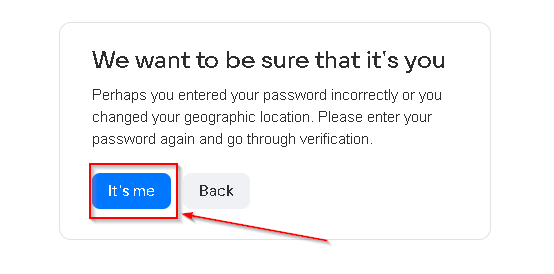 We want to be sure that it's you
Perhaps you entered your password incorrectly or you
changed your geographic location. Please enter your
password again and go through verification.
It's me
Back